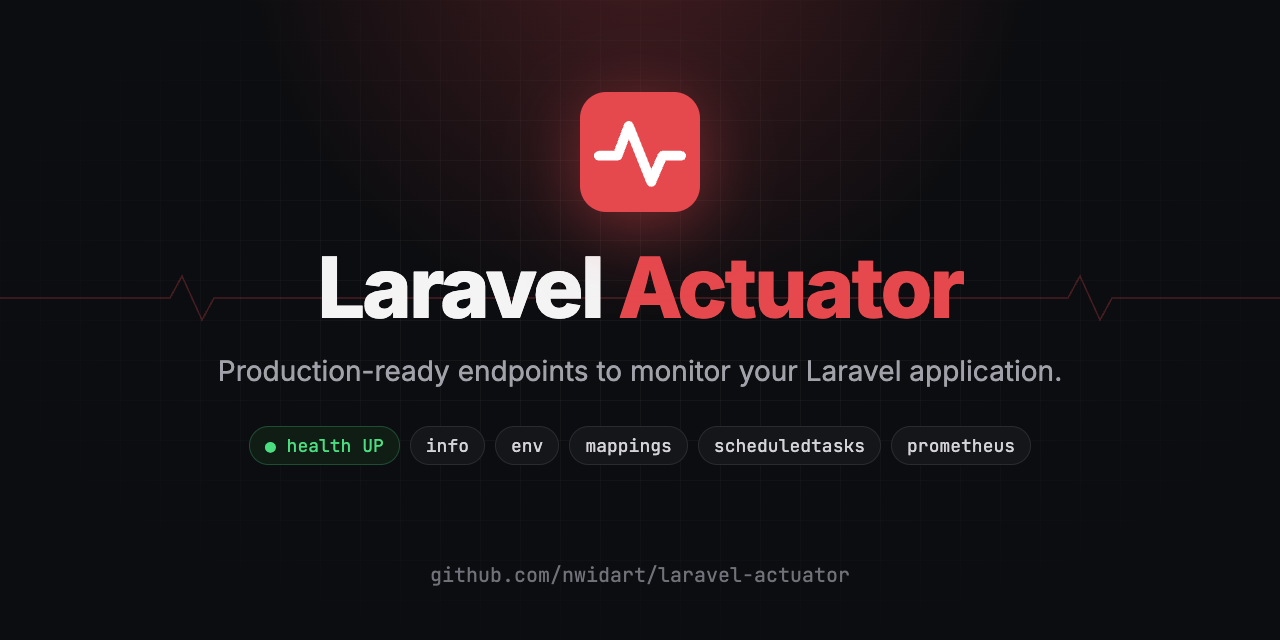 Laravel Actuator
Production-ready endpoints to monitor your Laravel application.
health UP info env mappings scheduledtasks prometheus
github.com/nwidart/laravel-actuator